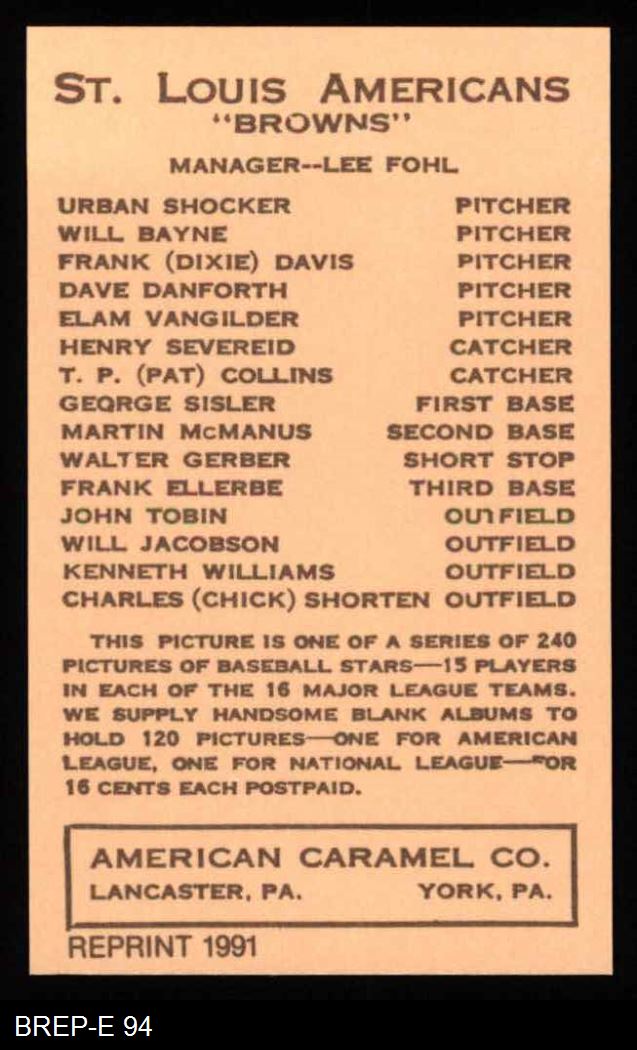 ST. LOUIS AMERICANS
"BROWNS"
MANAGER--LEE FOHL
URBAN SHOCKER PITCHER
WILL BAYNE PITCHER
FRANK (DIXIE) DAVIS PITCHER
DAVE DANFORTH PITCHER
ELAM VANGILDER PITCHER
HENRY SEVEREID CATCHER
T. P. (PAT) COLLINS CATCHER
GEORGE SISLER FIRST BASE
MARTIN McMANUS SECOND BASE
WALTER GERBER SHORT STOP
FRANK ELLERBE THIRD BASE
JOHN TOBIN OUTFIELD
WILL JACOBSON OUTFIELD
KENNETH WILLIAMS OUTFIELD
CHARLES (CHICK) SHORTEN OUTFIELD
THIS PICTURE IS ONE OF A SERIES OF 240
PICTURES OF BASEBALL STARS—15 PLAYERS
IN EACH OF THE 16 MAJOR LEAGUE TEAMS.
WE SUPPLY HANDSOME BLANK ALBUMS TO
HOLD 120 PICTURES—ONE FOR AMERICAN
LEAGUE, ONE FOR NATIONAL LEAGUE—FOR
16 CENTS EACH POSTPAID.
AMERICAN CARAMEL CO.
LANCASTER, PA. YORK, PA.
REPRINT 1991
BREP-E 94